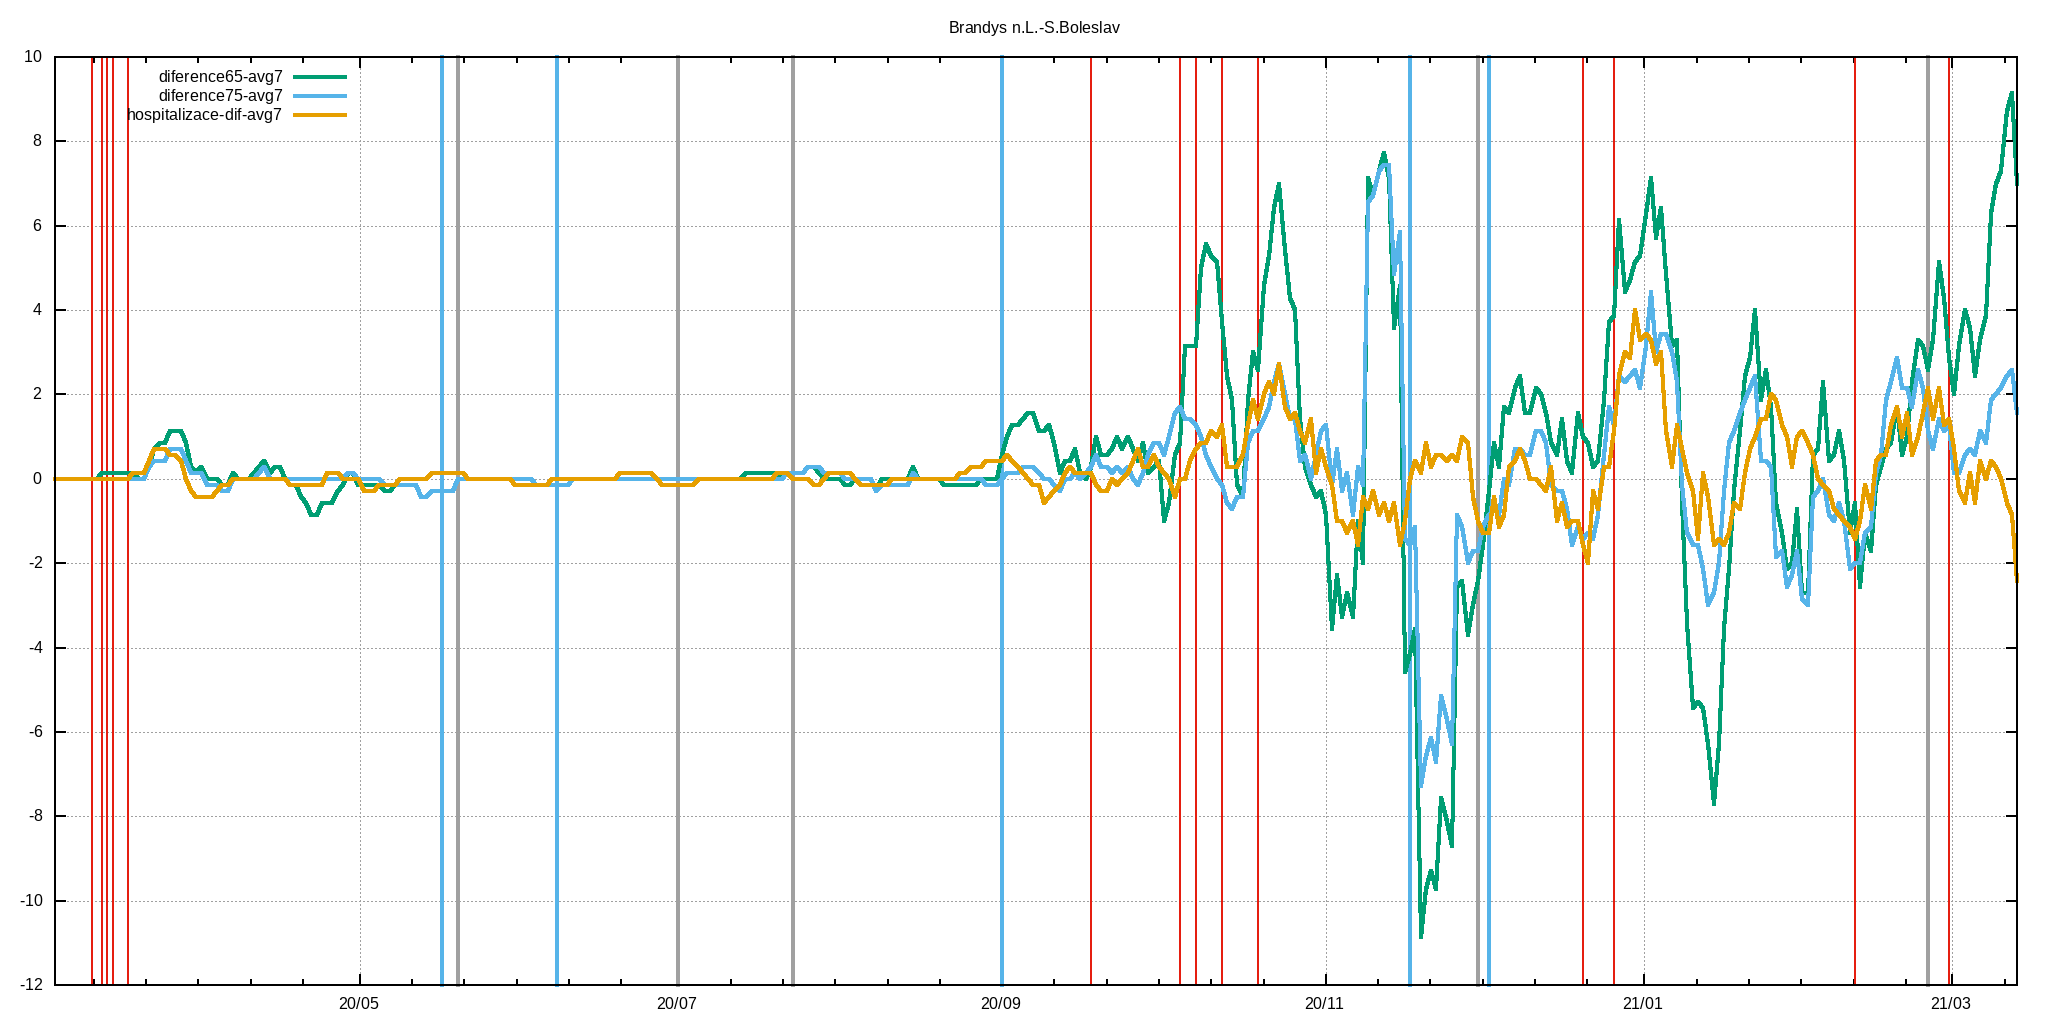 Brandys n.L.-S.Boleslav
diference65-avg7
diference75-avg7
hospitalizace-dif-avg7
10
8
6
4
2
0
-2
-4
-6
-8
-10
-12
20/05 20/07 20/09 20/11 21/01 21/03